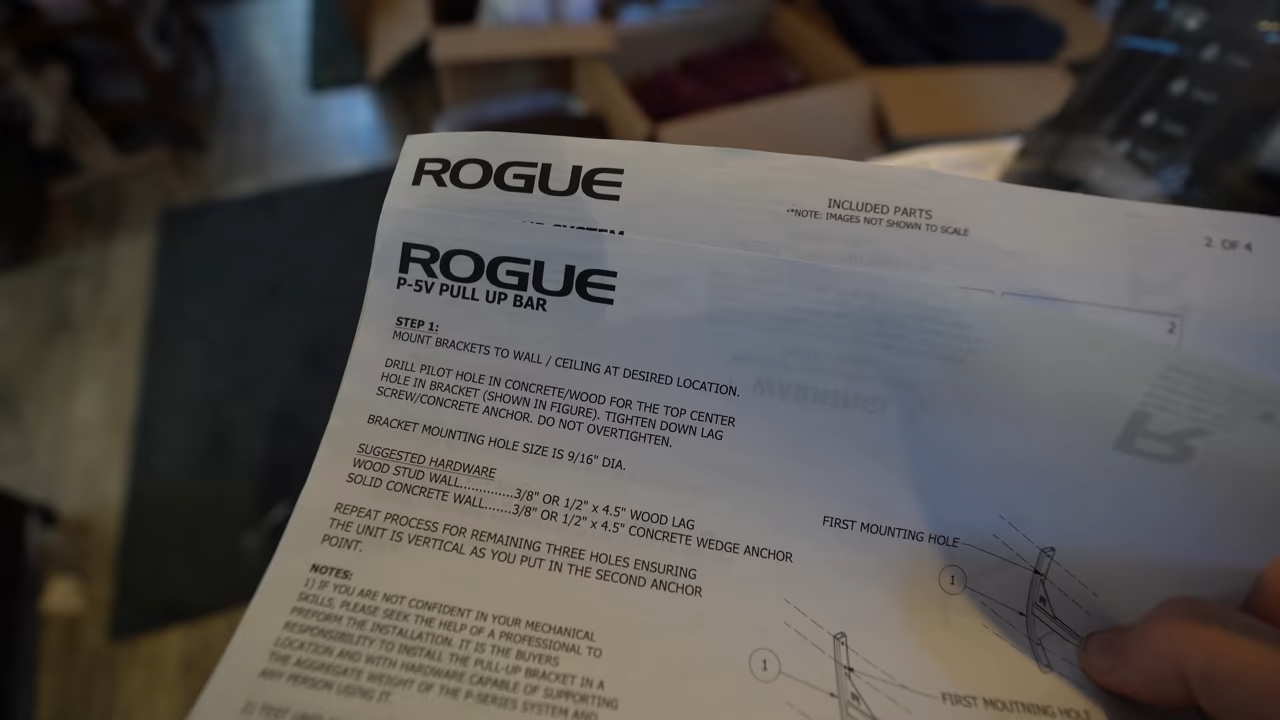 ROGUE
INCLUDED PARTS
**NOTE: IMAGES NOT SHOWN TO SCALE
2 OF 4
2
ROGUE
P-5V PULL UP BAR
STEP 1:
MOUNT BRACKETS TO WALL / CEILING AT DESIRED LOCATION.
DRILL PILOT HOLE IN CONCRETE/WOOD FOR THE TOP CENTER
HOLE IN BRACKET (SHOWN IN FIGURE). TIGHTEN DOWN LAG
SCREW/CONCRETE ANCHOR. DO NOT OVERTIGHTEN.
BRACKET MOUNTING HOLE SIZE IS 9/16" DIA.
SUGGESTED HARDWARE
WOOD STUD WALL..............3/8" OR 1/2" x 4.5" WOOD LAG
SOLID CONCRETE WALL.......3/8" OR 1/2" x 4.5" CONCRETE WEDGE ANCHOR
REPEAT PROCESS FOR REMAINING THREE HOLES ENSURING
THE UNIT IS VERTICAL AS YOU PUT IN THE SECOND ANCHOR
POINT.
NOTES:
1) IF YOU ARE NOT CONFIDENT IN YOUR MECHANICAL
SKILLS, PLEASE SEEK THE HELP OF A PROFESSIONAL TO
PREFORM THE INSTALLATION. IT IS THE BUYERS
RESPONSIBILITY TO INSTALL THE PULL-UP BRACKET IN A
LOCATION AND WITH HARDWARE CAPABLE OF SUPPORTING
THE AGGREGATE WEIGHT OF THE P-SERIES SYSTEM AND
ANY PERSON USING IT.
FIRST MOUNTING HOLE
1
1
FIRST MOUTNING HOLE